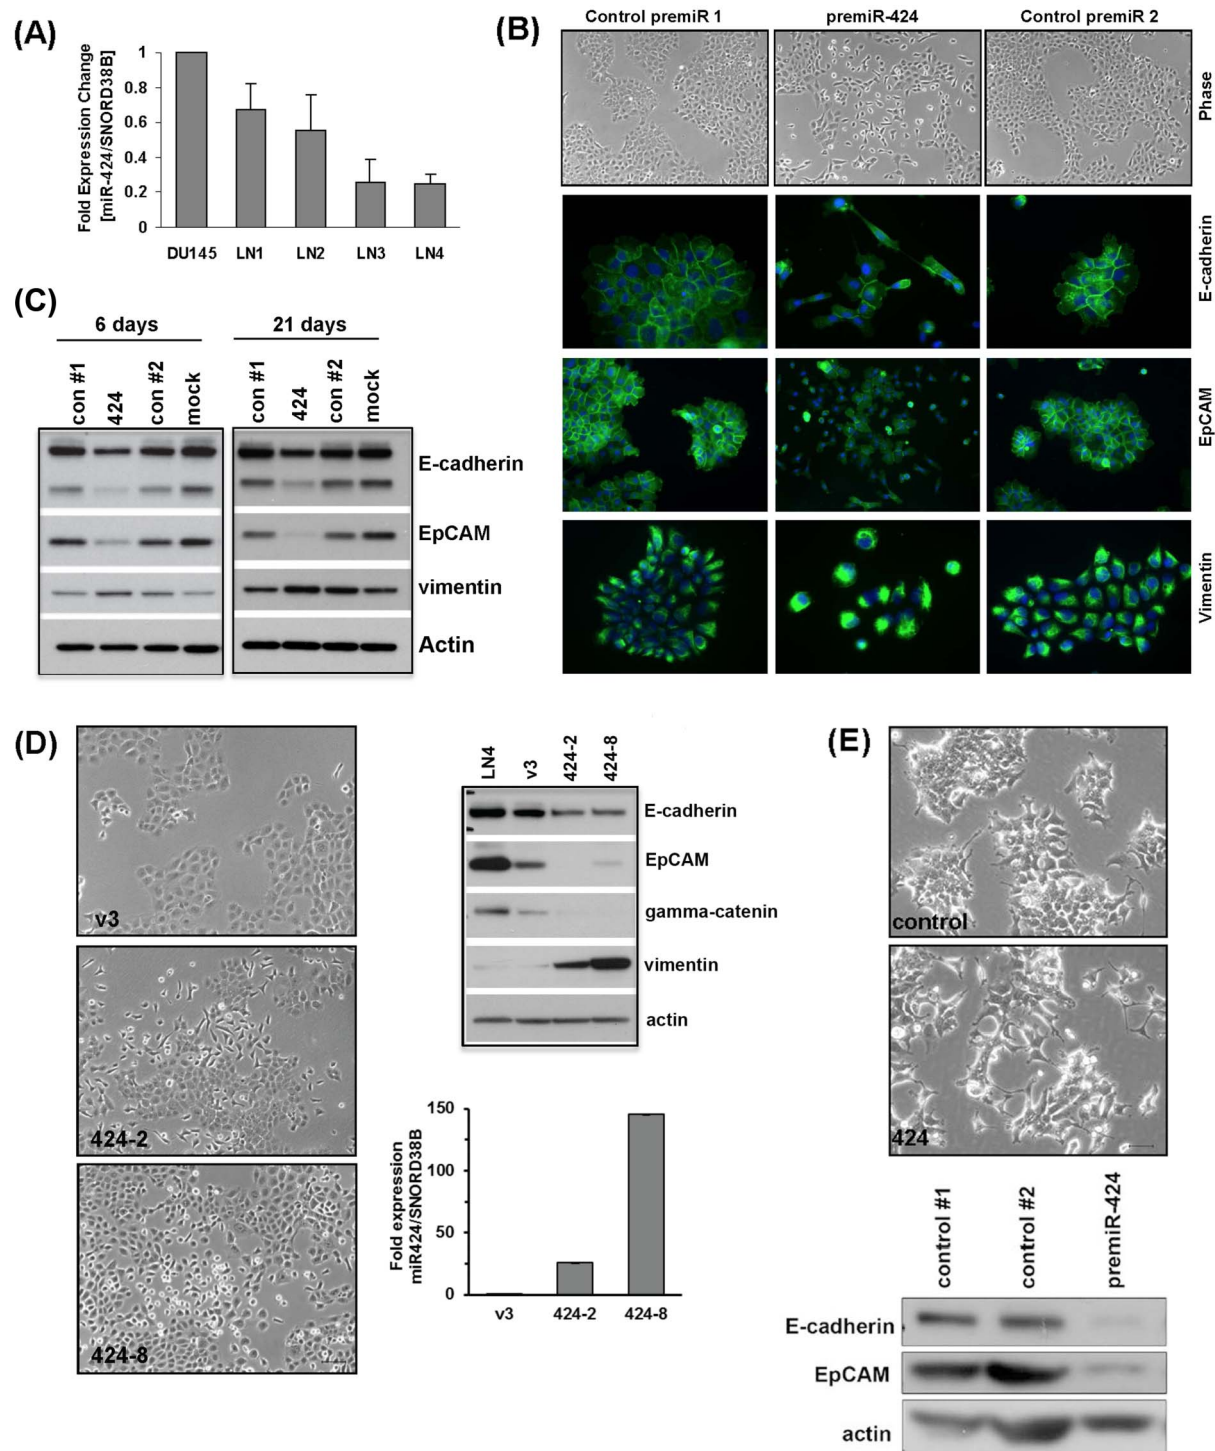 (A)
Fold Expression Change
[miR-424/SNORD38B]
1
0.8
0.6
0.4
0.2
0
DU145 LN1 LN2 LN3 LN4
(B)
Control premiR 1 premiR-424 Control premiR 2
Phase
E-cadherin
EpCAM
Vimentin
(C)
6 days 21 days
con #1 424 con #2 mock con #1 424 con #2 mock
E-cadherin
EpCAM
vimentin
Actin
(D)
v3
424-2
424-8
LN4 v3 424-2 424-8
E-cadherin
EpCAM
gamma-catenin
vimentin
actin
Fold expression
miR424/SNORD38B
150
100
50
0
v3 424-2 424-8
(E)
control
424
control #1 control #2 premiR-424
E-cadherin
EpCAM
actin